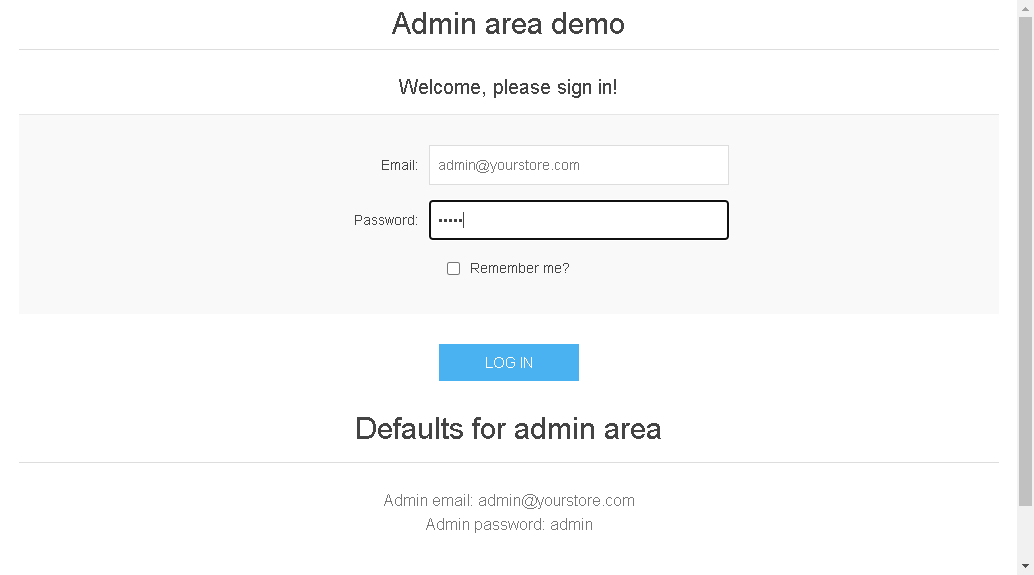 Admin area demo
Welcome, please sign in!
Email: admin@yourstore.com
Password: •••••
Remember me?
LOG IN
Defaults for admin area
Admin email: admin@yourstore.com
Admin password: admin